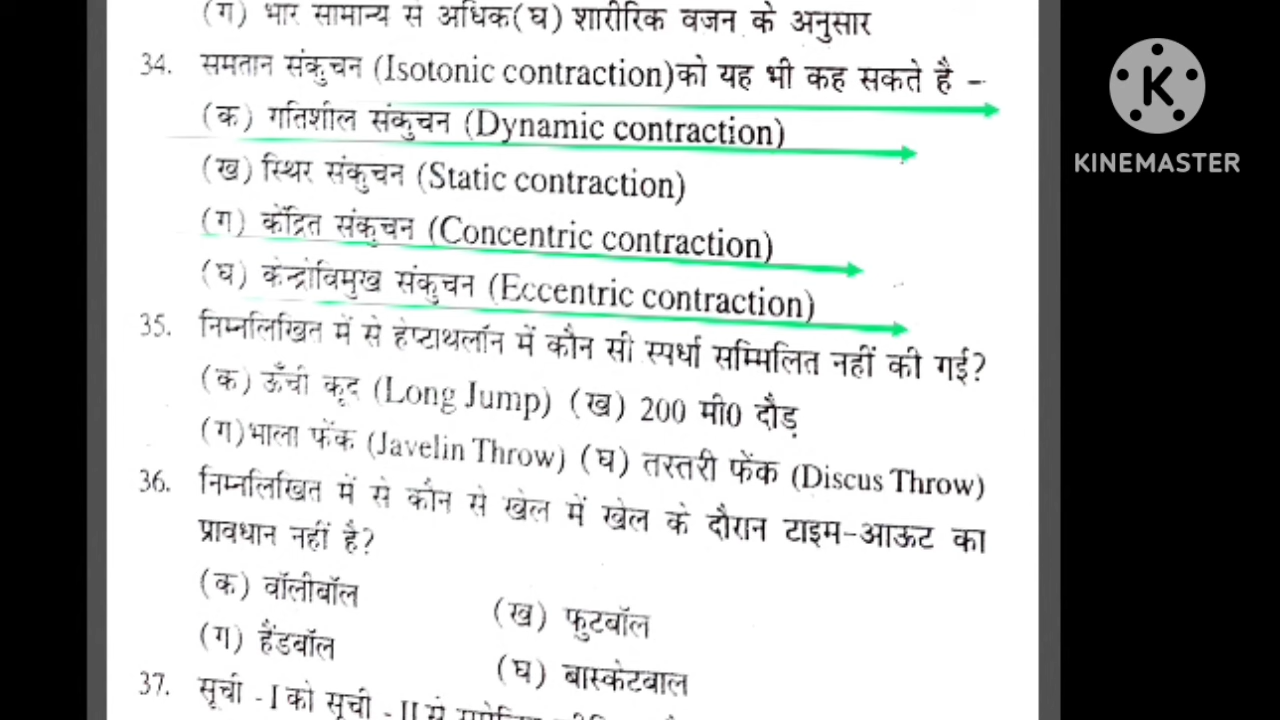 (ग) भार सामान्य से अधिक(घ) शारीरिक वजन के अनुसार
34. समतान संकुचन (Isotonic contraction)को यह भी कह सकते है -
(क) गतिशील संकुचन (Dynamic contraction)
(ख) स्थिर संकुचन (Static contraction)
(ग) केंद्रित संकुचन (Concentric contraction)
(घ) केन्द्रोविमुख संकुचन (Eccentric contraction)
35. निम्नलिखित में से हेप्टाथलॉन में कौन सी स्पर्धा सम्मिलित नहीं की गई?
(क) ऊँची कूद (Long Jump) (ख) 200 मी0 दौड़
(ग)भाला फेंक (Javelin Throw) (घ) तस्तरी फेंक (Discus Throw)
36. निम्नलिखित में से कौन से खेल में खेल के दौरान टाइम-आऊट का
प्रावधान नहीं है?
(क) वॉलीबॉल (ख) फुटबॉल
(ग) हैंडबॉल (घ) बास्केटबाल
37. सूची - I को सूची - II से
K
KINEMASTER